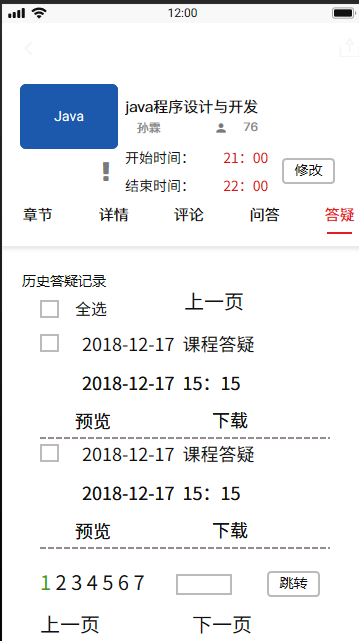 12:00
Java
java程序设计与开发
孙霖 76
开始时间： 21：00
结束时间： 22：00
修改
章节 详情 评论 问答 答疑
历史答疑记录
全选 上一页
2018-12-17 课程答疑
2018-12-17 15：15
预览 下载
2018-12-17 课程答疑
2018-12-17 15：15
预览 下载
1 2 3 4 5 6 7 跳转
上一页 下一页